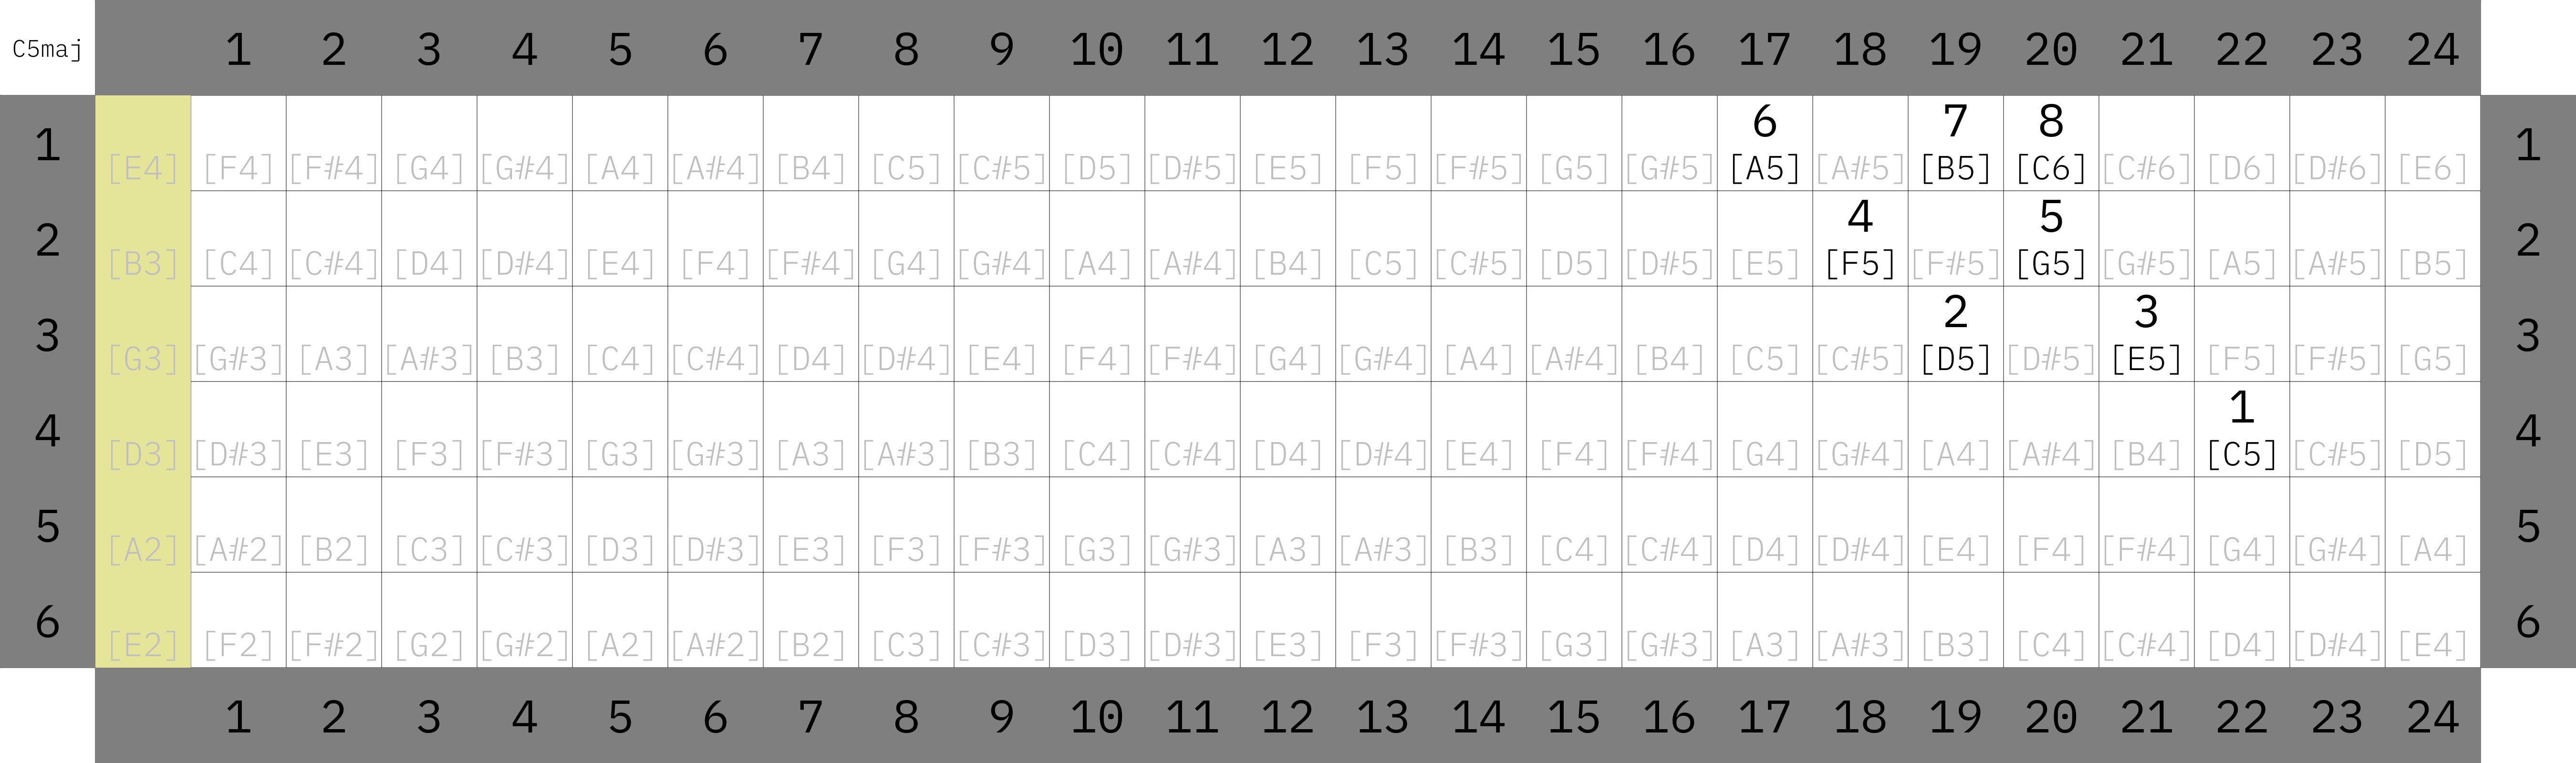 C5maj 1 2 3 4 5 6 7 8 9 10 11 12 13 14 15 16 17 18 19 20 21 22 23 24
6 7 8
1 [E4] [F4] [F#4] [G4] [G#4] [A4] [A#4] [B4] [C5] [C#5] [D5] [D#5] [E5] [F5] [F#5] [G5] [G#5] [A5] [A#5] [B5] [C6] [C#6] [D6] [D#6] [E6] 1
4 5
2 [B3] [C4] [C#4] [D4] [D#4] [E4] [F4] [F#4] [G4] [G#4] [A4] [A#4] [B4] [C5] [C#5] [D5] [D#5] [E5] [F5] [F#5] [G5] [G#5] [A5] [A#5] [B5] 2
2 3
3 [G3] [G#3] [A3] [A#3] [B3] [C4] [C#4] [D4] [D#4] [E4] [F4] [F#4] [G4] [G#4] [A4] [A#4] [B4] [C5] [C#5] [D5] [D#5] [E5] [F5] [F#5] [G5] 3
1
4 [D3] [D#3] [E3] [F3] [F#3] [G3] [G#3] [A3] [A#3] [B3] [C4] [C#4] [D4] [D#4] [E4] [F4] [F#4] [G4] [G#4] [A4] [A#4] [B4] [C5] [C#5] [D5] 4
5 [A2] [A#2] [B2] [C3] [C#3] [D3] [D#3] [E3] [F3] [F#3] [G3] [G#3] [A3] [A#3] [B3] [C4] [C#4] [D4] [D#4] [E4] [F4] [F#4] [G4] [G#4] [A4] 5
6 [E2] [F2] [F#2] [G2] [G#2] [A2] [A#2] [B2] [C3] [C#3] [D3] [D#3] [E3] [F3] [F#3] [G3] [G#3] [A3] [A#3] [B3] [C4] [C#4] [D4] [D#4] [E4] 6
1 2 3 4 5 6 7 8 9 10 11 12 13 14 15 16 17 18 19 20 21 22 23 24